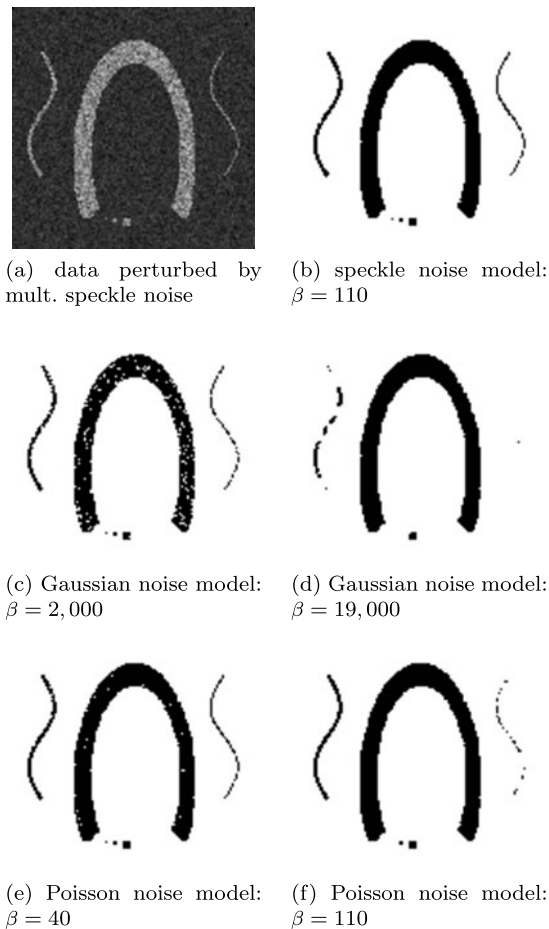 (a) data perturbed by
mult. speckle noise
(b) speckle noise model:
β = 110
(c) Gaussian noise model:
β = 2, 000
(d) Gaussian noise model:
β = 19, 000
(e) Poisson noise model:
β = 40
(f) Poisson noise model:
β = 110